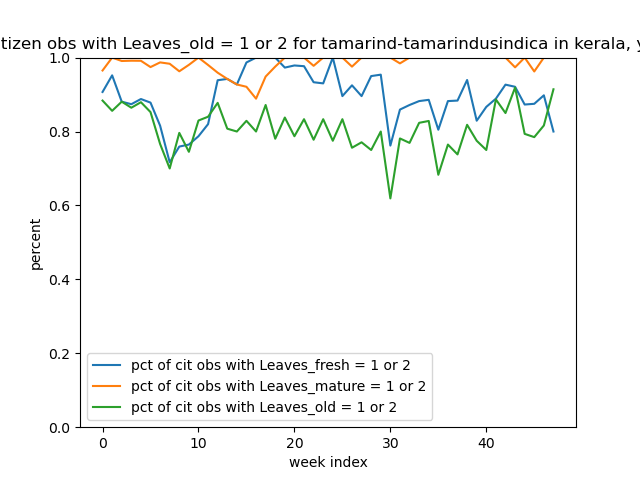 tizen obs with Leaves_old = 1 or 2 for tamarind-tamarindusindica in kerala, y
1.0
0.8
0.6
0.4
0.2
0.0
percent
pct of cit obs with Leaves_fresh = 1 or 2
pct of cit obs with Leaves_mature = 1 or 2
pct of cit obs with Leaves_old = 1 or 2
0 10 20 30 40
week index